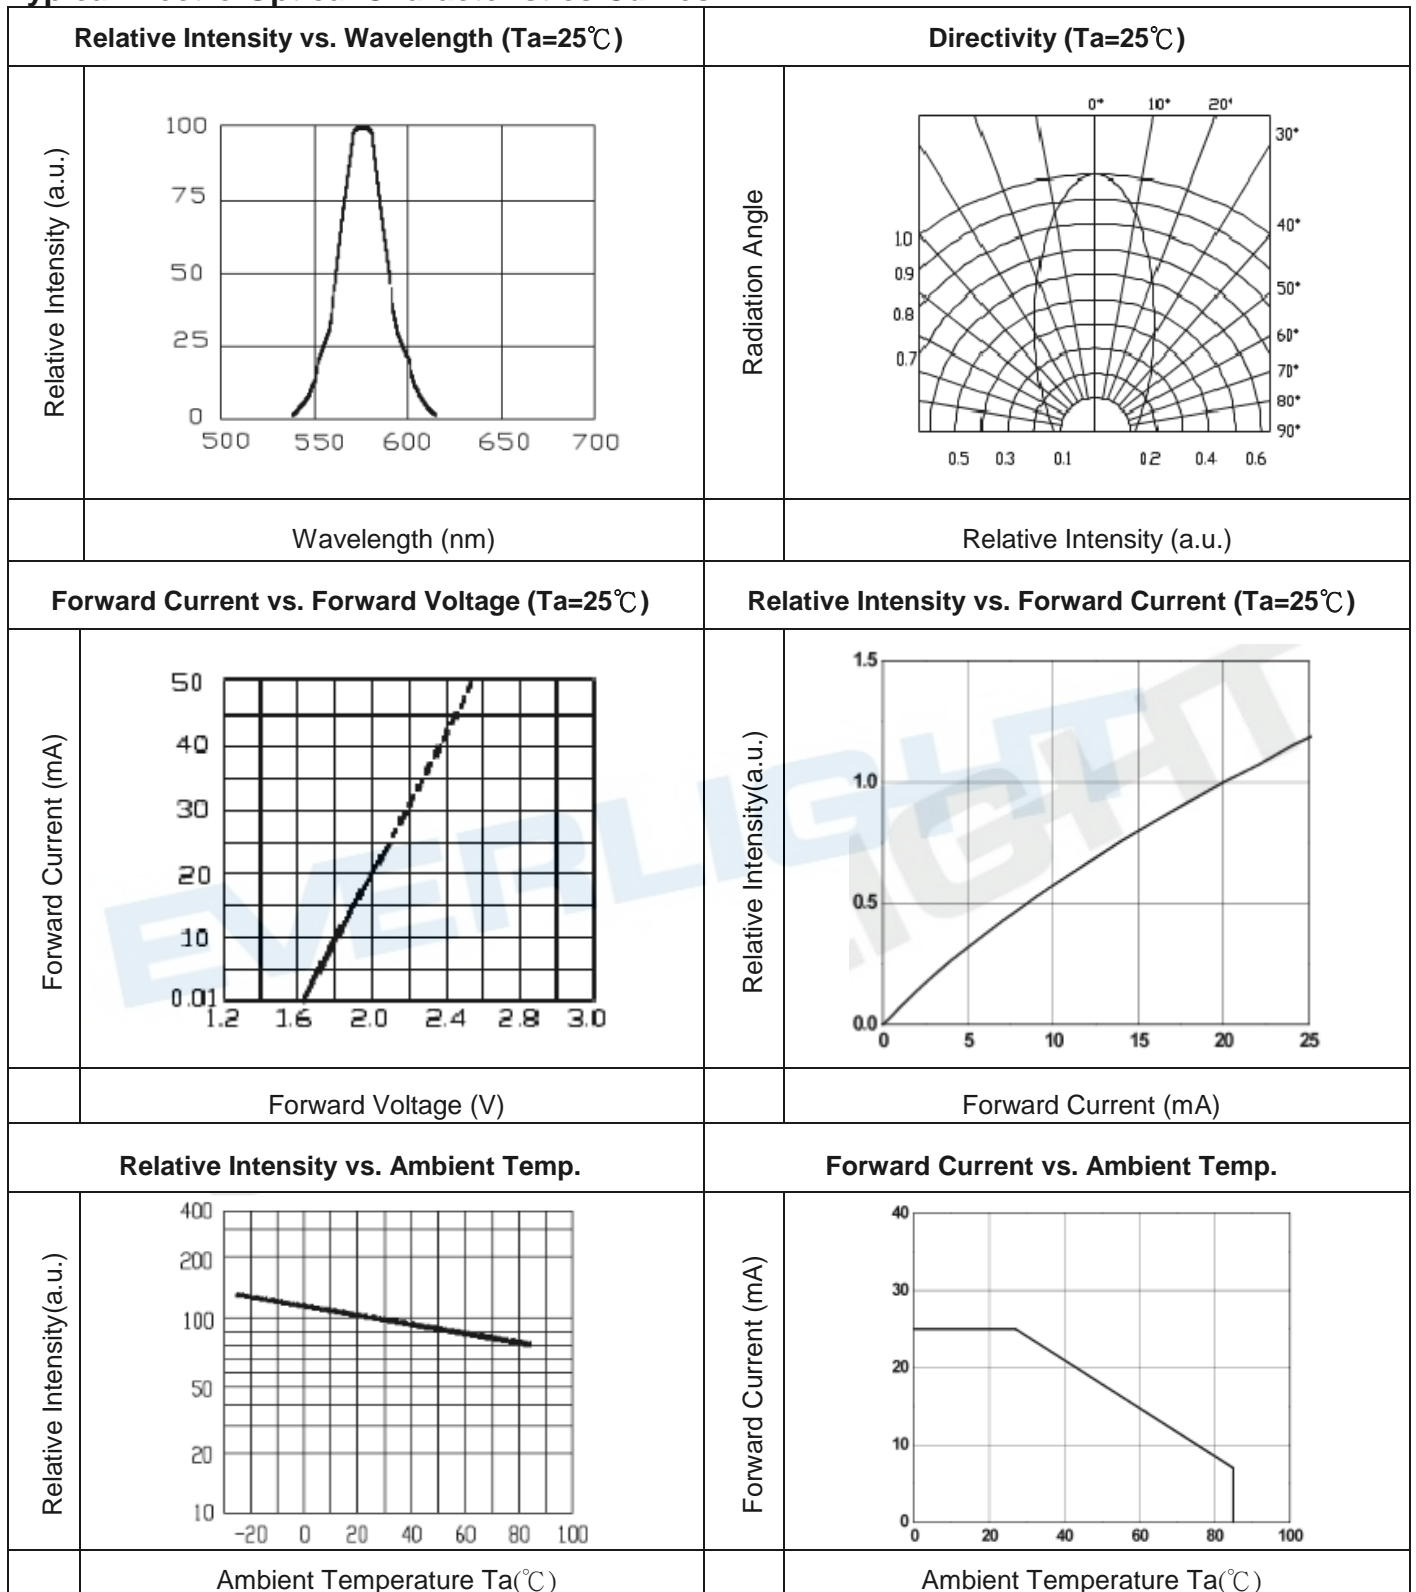 Relative Intensity vs. Wavelength (Ta=25℃)
Directivity (Ta=25℃)
Relative Intensity (a.u.)
100
75
50
25
0
500 550 600 650 700
Radiation Angle
0° 10° 20°
30°
40°
50°
60°
70°
80°
90°
1.0
0.9
0.8
0.7
0.5 0.3 0.1 0.2 0.4 0.6
Wavelength (nm)
Relative Intensity (a.u.)
Forward Current vs. Forward Voltage (Ta=25℃)
Relative Intensity vs. Forward Current (Ta=25℃)
Forward Current (mA)
50
40
30
20
10
0.01
1.2 1.6 2.0 2.4 2.8 3.0
Relative Intensity(a.u.)
1.5
1.0
0.5
0.0
0 5 10 15 20 25
EVERLIGHT
LIGHT
Forward Voltage (V)
Forward Current (mA)
Relative Intensity vs. Ambient Temp.
Forward Current vs. Ambient Temp.
Relative Intensity(a.u.)
400
200
100
50
20
10
-20 0 20 40 60 80 100
Forward Current (mA)
40
30
20
10
0
0 20 40 60 80 100
Ambient Temperature Ta(℃)
Ambient Temperature Ta(℃)